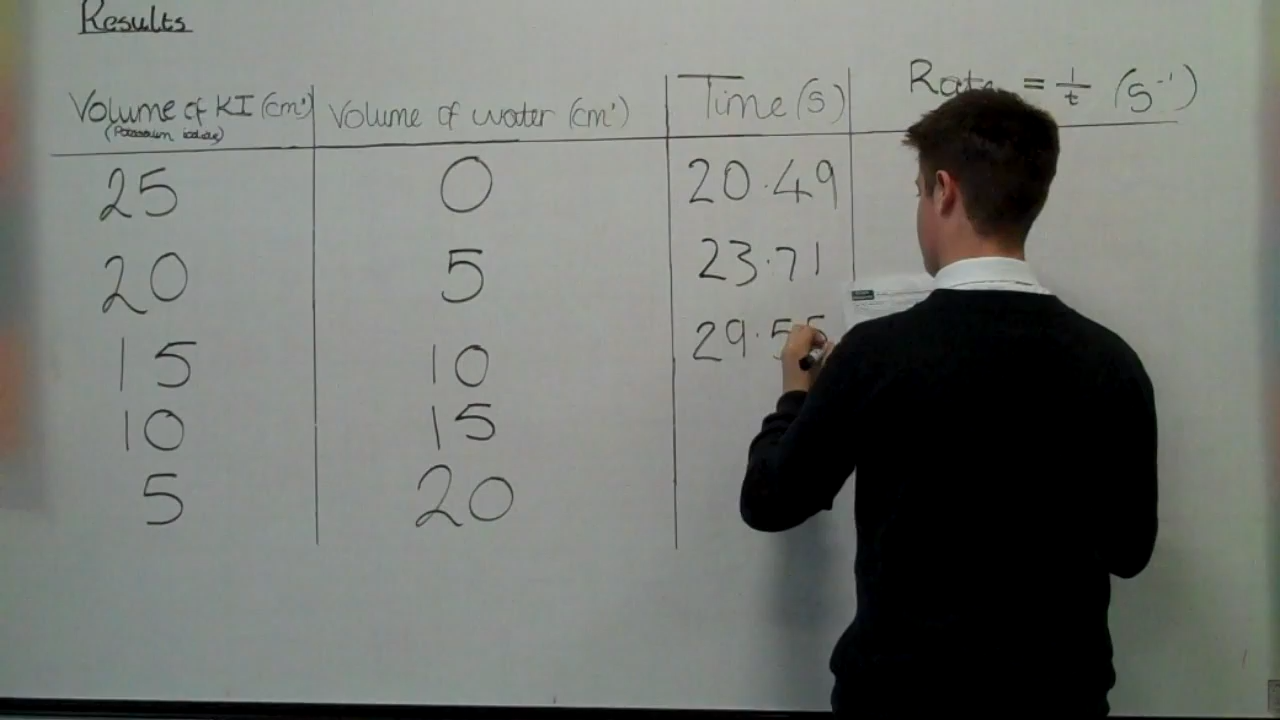 Results
Volume of KI (cm³) Volume of water (cm³) Time (s) Rate = 1/t (s⁻¹)
(Potassium iodide)
25 0 20.49
20 5 23.71
15 10 29.55
10 15
5 20